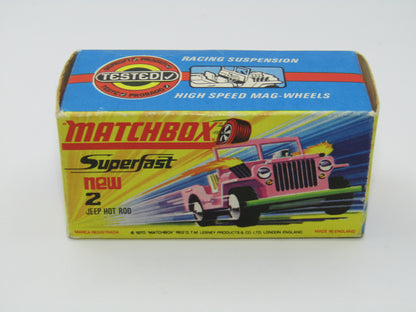 RACING SUSPENSION
TESTED
HIGH SPEED MAG-WHEELS
MATCHBOX
Superfast
new
2
JEEP HOT ROD
MARCA REGISTRADA
© 1970 "MATCHBOX" REG'D. T.M. LESNEY PRODUCTS & CO. LTD. LONDON ENGLAND
MADE IN ENGLAND